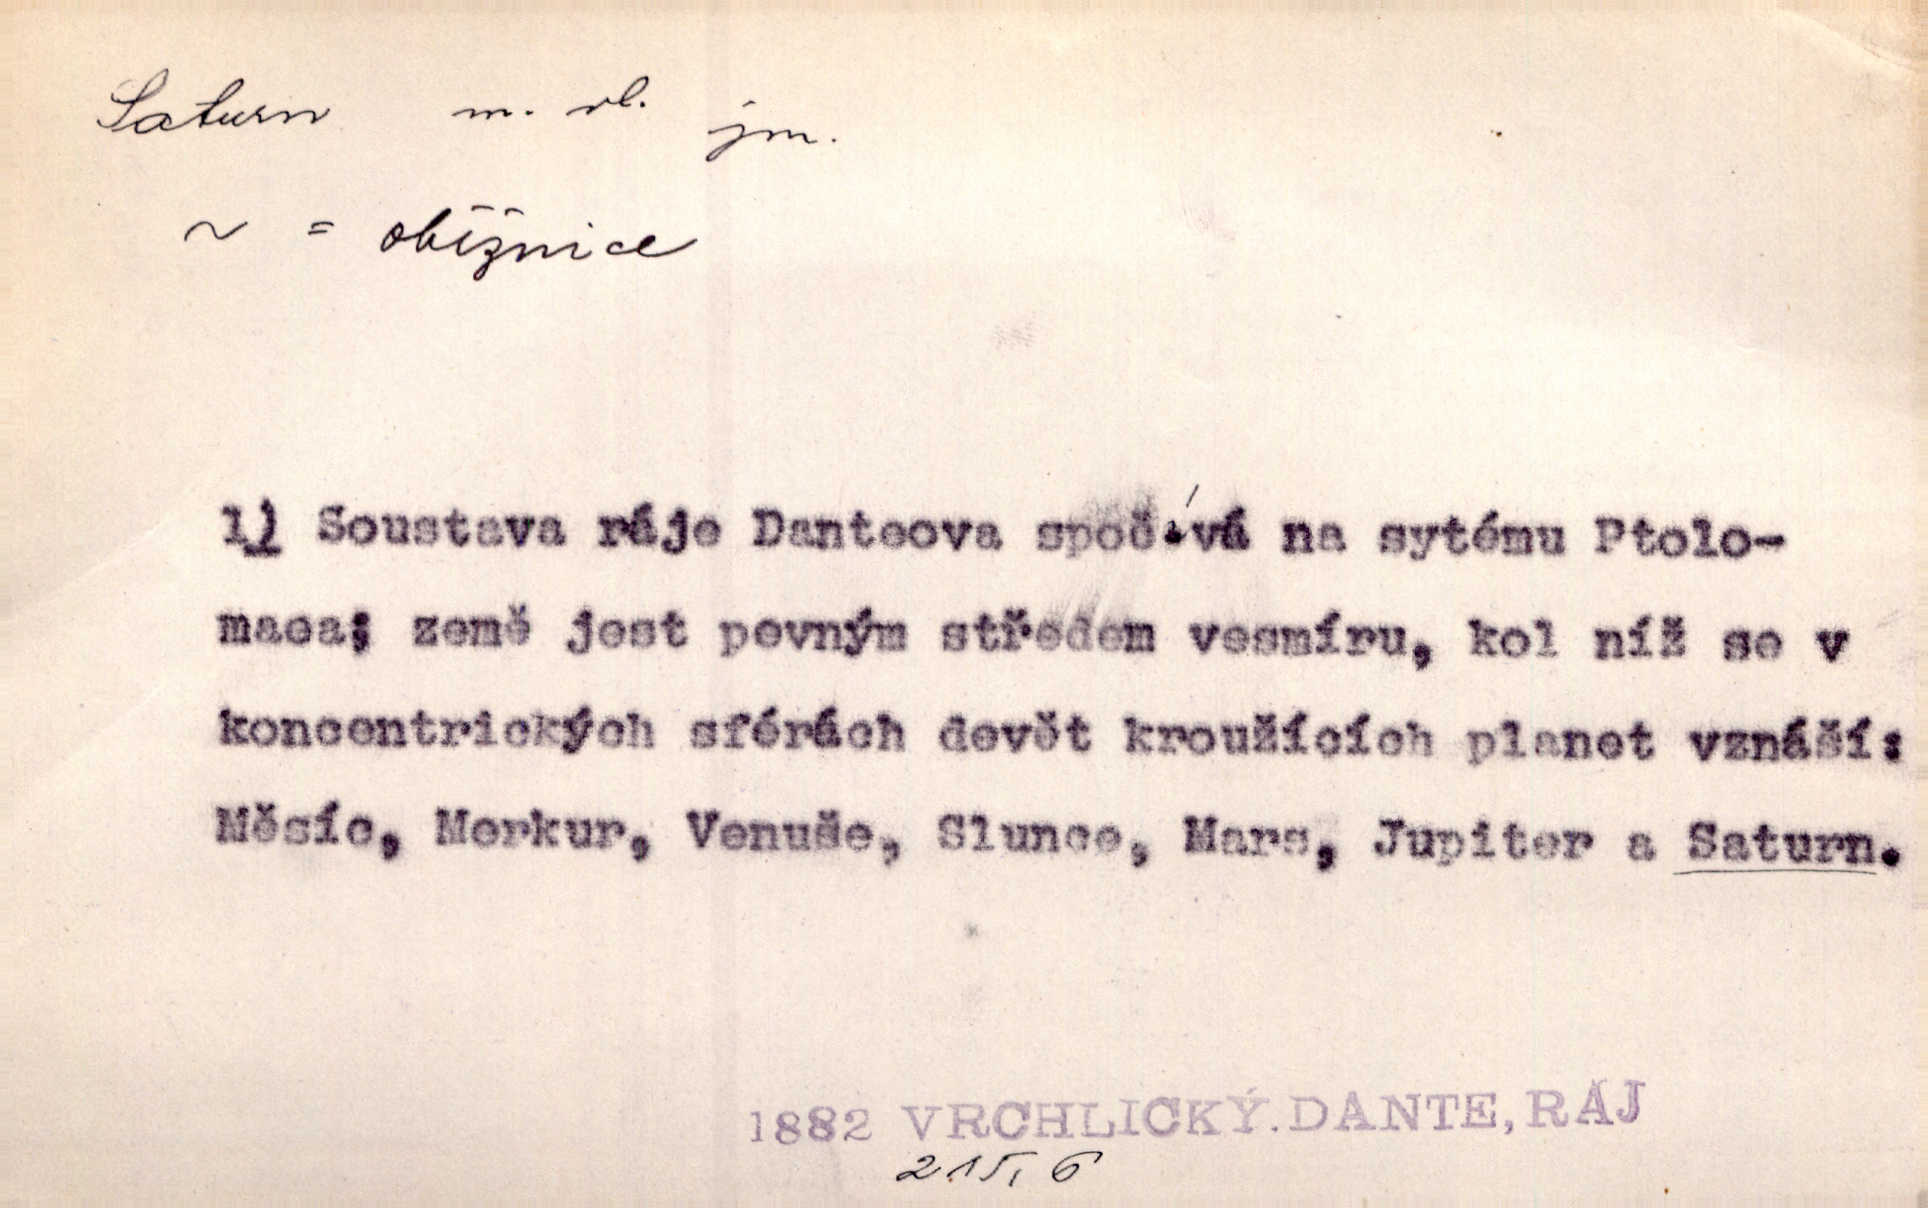 Saturn m. vl. jm.
~ = oběžnice
1) Soustava ráje Danteova spočívá na sytému Ptolo-
maea; země jest pevným středem vesmíru, kol níž se v
koncentrických sférách devět kroužících planet vznáší:
Měsíc, Merkur, Venuše, Slunce, Mars, Jupiter a Saturn.
1882 VRCHLICKÝ.DANTE,RÁJ
215, 6